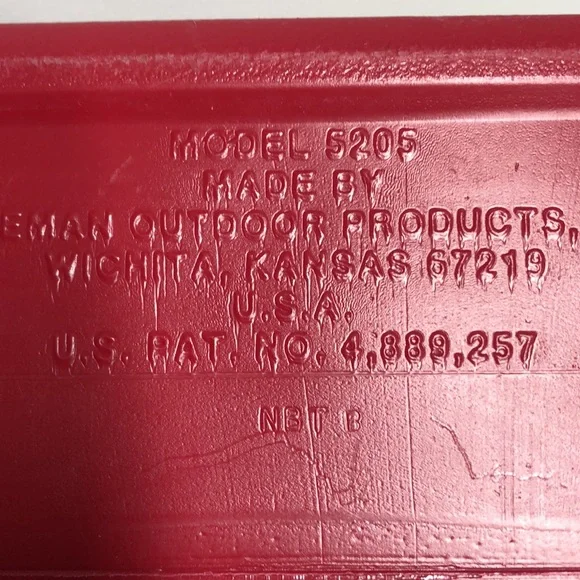 MODEL 5205
MADE BY
EMAN OUTDOOR PRODUCTS,
WICHITA, KANSAS 67219
U.S.A.
U.S. PAT. NO. 4,889,257
NBT B